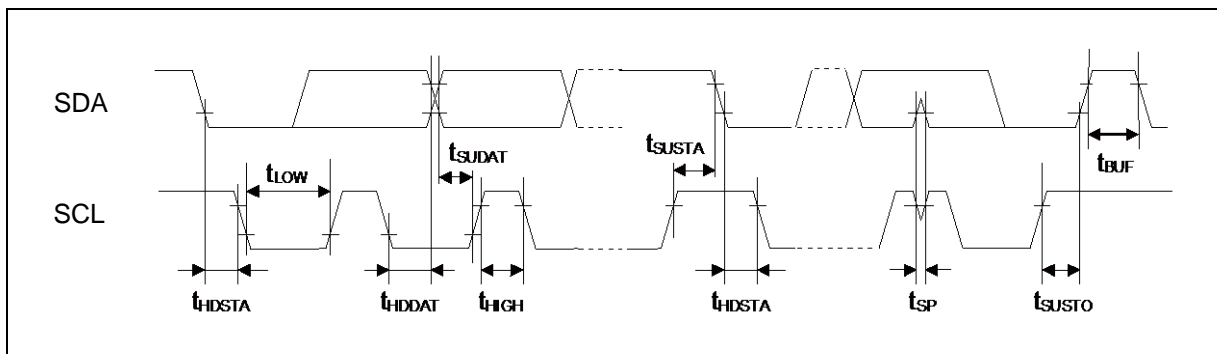 SDA
tSUDAT
tSUSTA
tLOW
tBUF
SCL
tHDSTA
tHDDAT
tHIGH
tHDSTA
tSP
tSUSTO